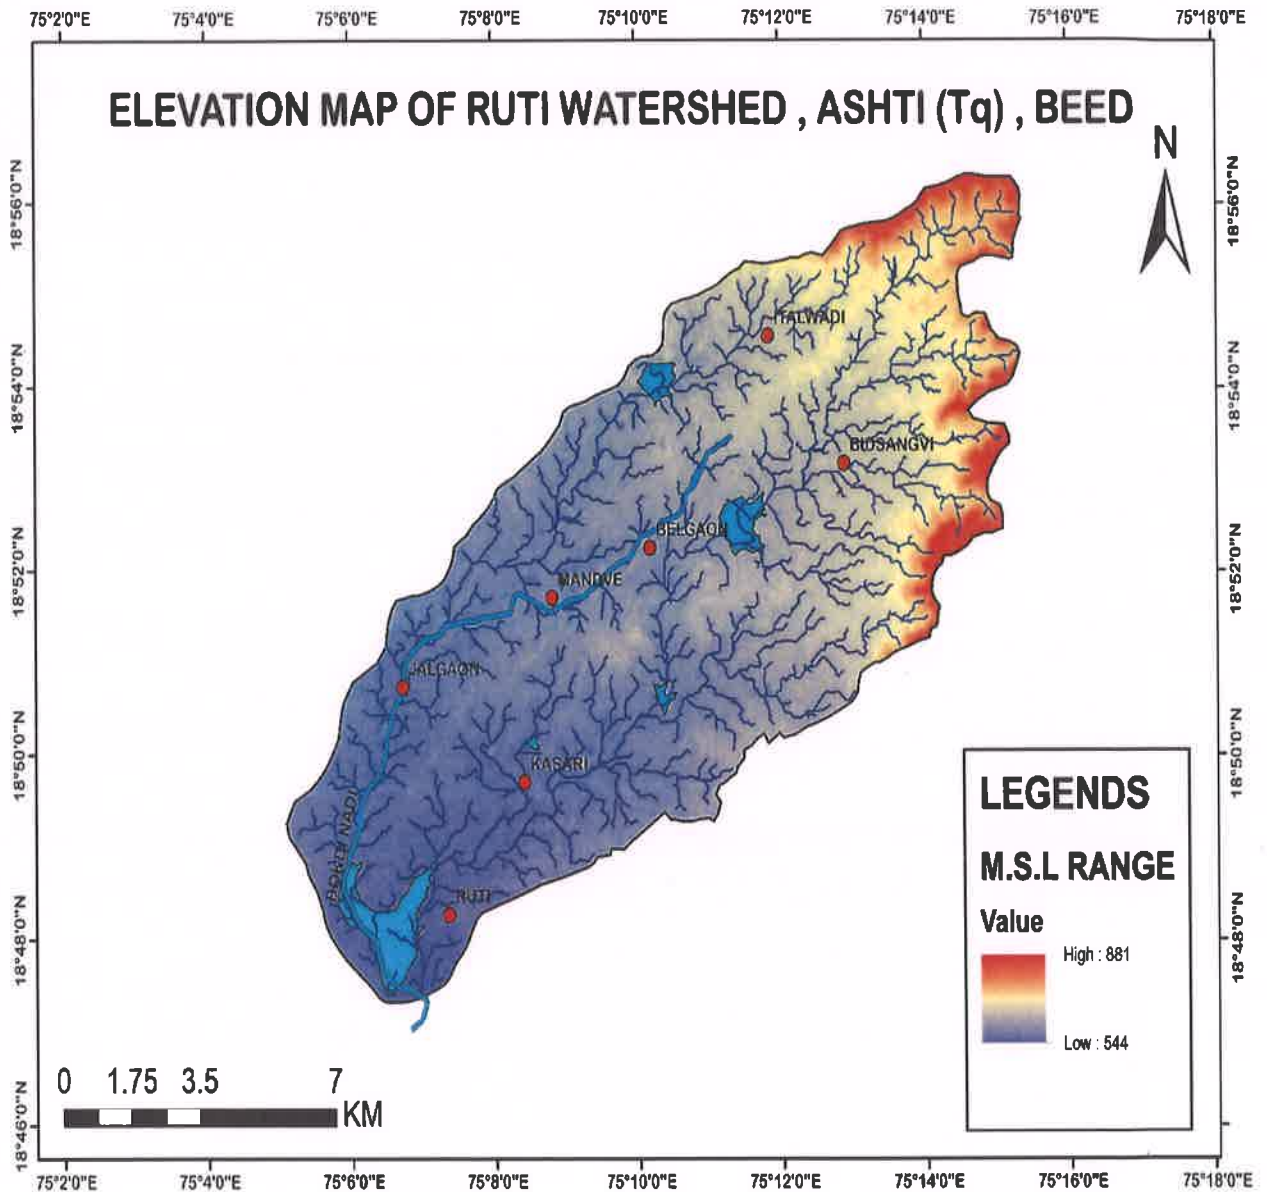 75°2'0"E 75°4'0"E 75°6'0"E 75°8'0"E 75°10'0"E 75°12'0"E 75°14'0"E 75°16'0"E 75°18'0"E
ELEVATION MAP OF RUTI WATERSHED , ASHTI (Tq) , BEED
N
18°56'0"N 18°56'0"N
ITALWADI
18°54'0"N 18°54'0"N
BIDSANGVI
BELGAON
18°52'0"N 18°52'0"N
MANDVE
JALGAON
18°50'0"N 18°50'0"N
KASARI
LEGENDS
M.S.L RANGE
NADI
RUTI
Value
18°48'0"N 18°48'0"N
High : 881
Low : 544
0 1.75 3.5 7
KM
18°46'0"N
75°2'0"E 75°4'0"E 75°6'0"E 75°8'0"E 75°10'0"E 75°12'0"E 75°14'0"E 75°16'0"E 75°18'0"E